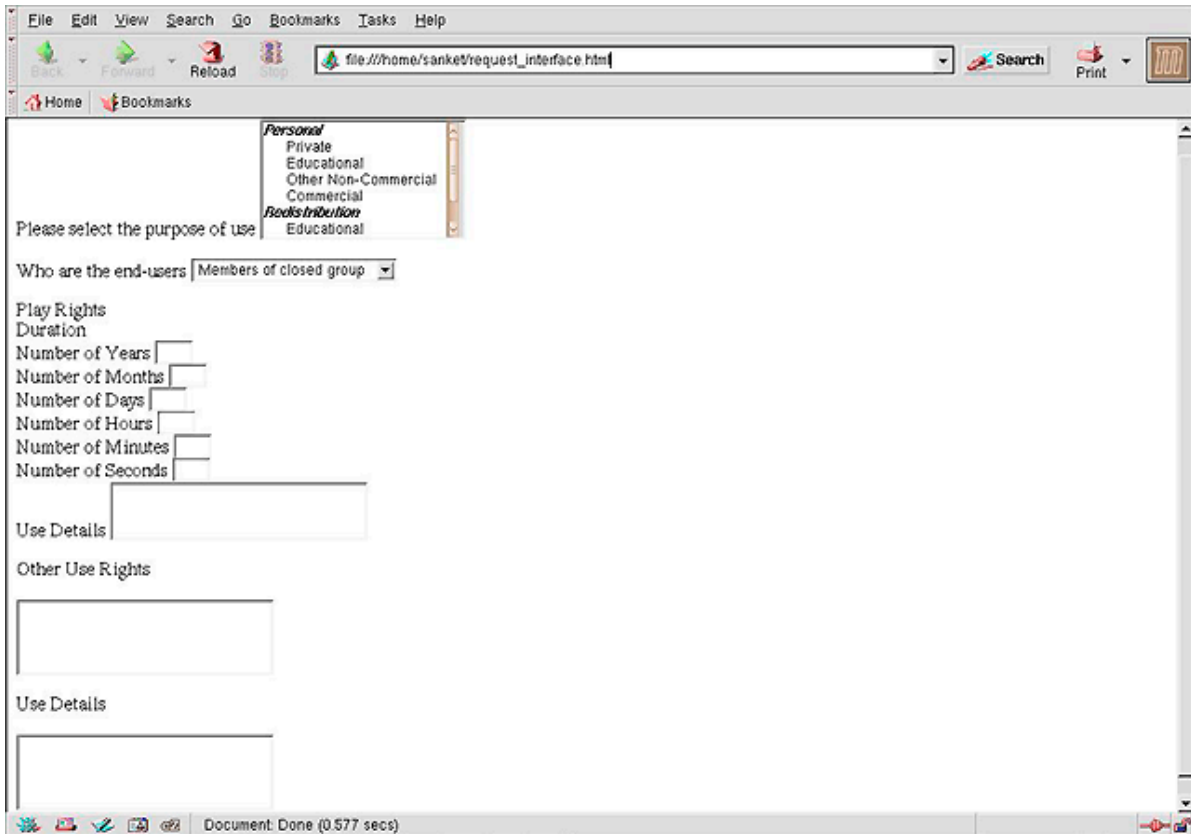 File Edit View Search Go Bookmarks Tasks Help
Back Forward Reload Stop file:///home/sanket/request_interface.html Search Print
Home Bookmarks
Personal
Private
Educational
Other Non-Commercial
Commercial
Redistribution
Please select the purpose of use Educational
Who are the end-users Members of closed group
Play Rights
Duration
Number of Years
Number of Months
Number of Days
Number of Hours
Number of Minutes
Number of Seconds
Use Details
Other Use Rights
Use Details
Document: Done (0.577 secs)